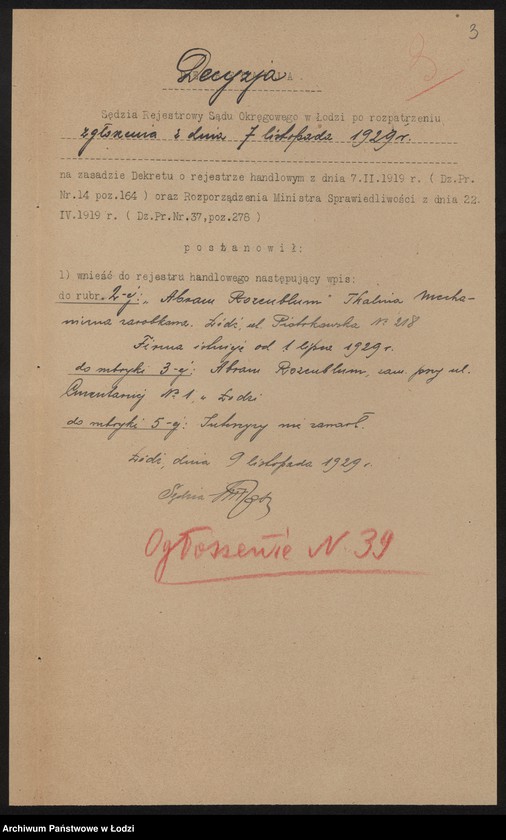 3
Decyzja
Sędzia Rejestrowy Sądu Okręgowego w Łodzi po rozpatrzeniu
zgłoszenia z dnia 7 listopada 1929 r.
na zasadzie Dekretu o rejestrze handlowym z dnia 7.II.1919 r. ( Dz.Pr.
Nr.14 poz.164 ) oraz Rozporządzenia Ministra Sprawiedliwości z dnia 22.
IV.1919 r. ( Dz.Pr.Nr.37,poz.278 )
postanowił:
1) wnieść do rejestru handlowego następujący wpis:
do rubr. 2-ej: „Abram Rozenblum" Tkalnia mecha-
niczna zarobkowa. Łódź, ul. Piotrkowska № 218
Firma istnieje od 1 lipca 1929 r.
do rubryki 3-ej: Abram Rozenblum, zam. przy ul.
Cmentarnej № 1, w Łodzi
do rubryki 5-ej: Intercyzy nie zawarł.
Łódź, dnia 9 listopada 1929 r.
Sędzia
Ogłoszenie N. 39
Archiwum Państwowe w Łodzi